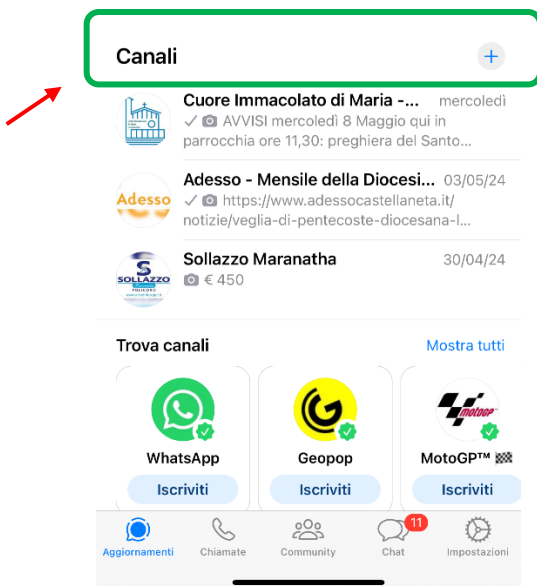 Canali
Cuore Immacolato di Maria -... mercoledì
AVVISI mercoledì 8 Maggio qui in
parrocchia ore 11,30: preghiera del Santo...
Adesso
Adesso - Mensile della Diocesi... 03/05/24
https://www.adessocastellaneta.it/
notizie/veglia-di-pentecoste-diocesana-l...
SOLLAZZO
Sollazzo Maranatha 30/04/24
€ 450
Trova canali Mostra tutti
motoGP
WhatsApp Geopop MotoGP™
Iscriviti Iscriviti Iscriviti
11
Aggiornamenti Chiamate Community Chat Impostazioni